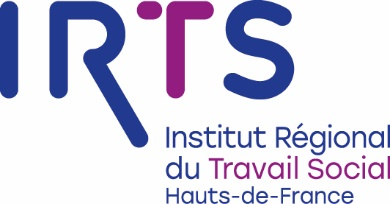 IRTS
Institut Régional
du Travail Social
Hauts-de-France